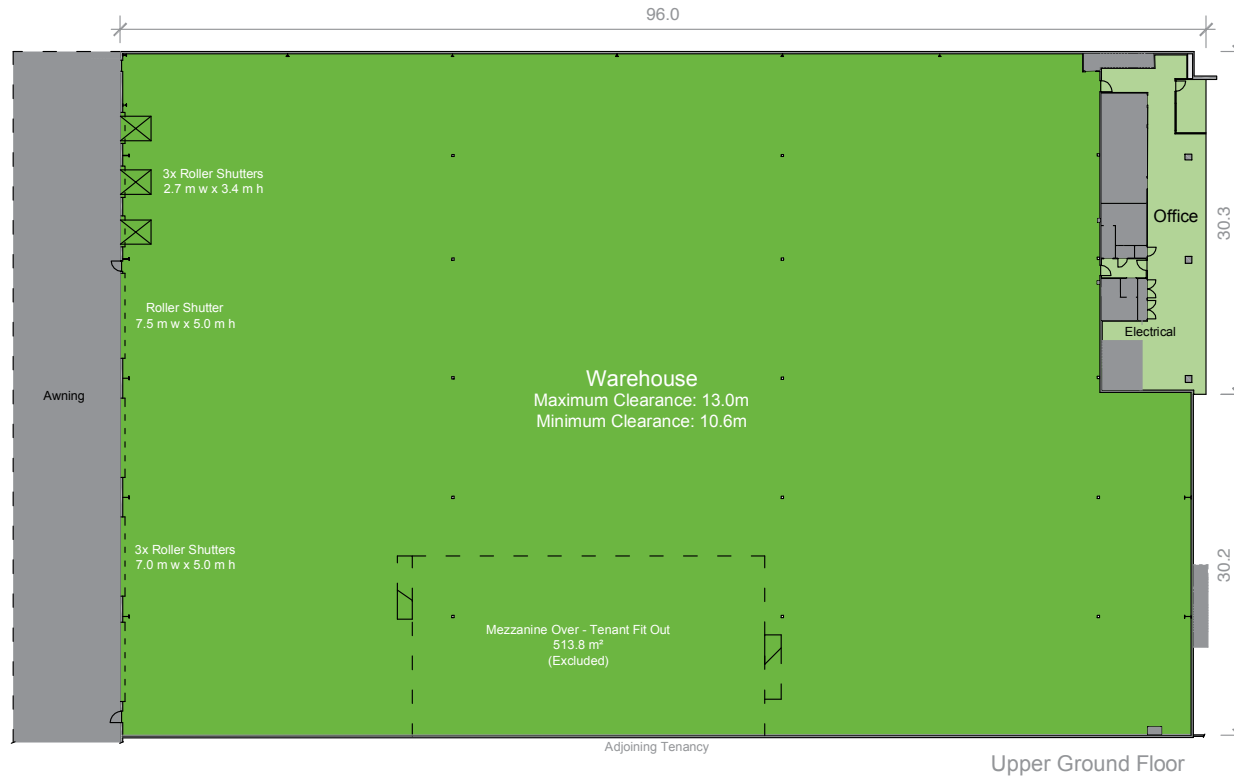 96.0
3x Roller Shutters
2.7 m w x 3.4 m h
Office
30.3
Roller Shutter
7.5 m w x 5.0 m h
Electrical
Awning
Warehouse
Maximum Clearance: 13.0m
Minimum Clearance: 10.6m
3x Roller Shutters
7.0 m w x 5.0 m h
30.2
Mezzanine Over - Tenant Fit Out
513.8 m²
(Excluded)
Adjoining Tenancy
Upper Ground Floor